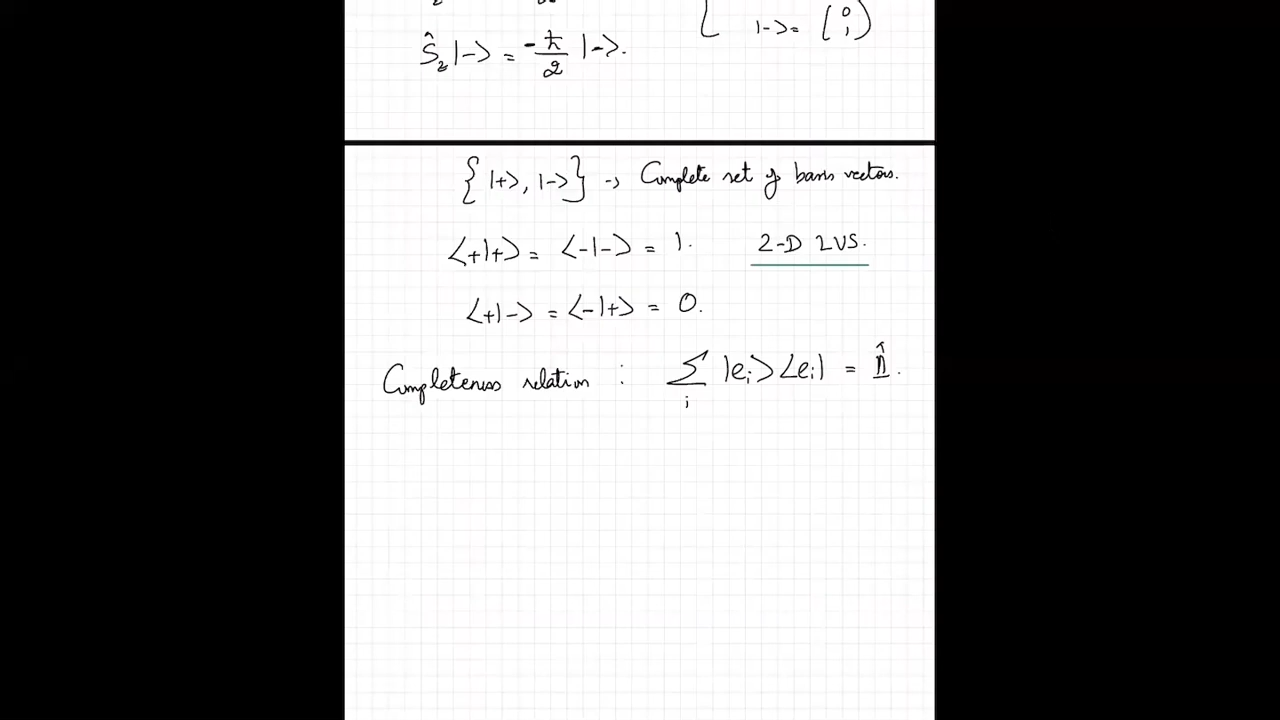 Ŝ_z |-> = -ħ/2 |->.
|-> = (0 1)
{ |+>, |-> } → Complete set of basis vectors.
<+|+> = <-|-> = 1.
2-D LVS.
<+|-> = <-|+> = 0.
Completeness relation : Σ_i |e_i> <e_i| = 𝟙̂.